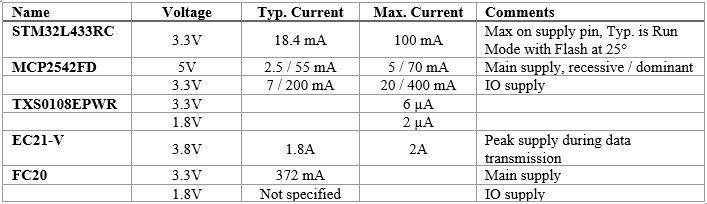 Name Voltage Typ. Current Max. Current Comments
STM32L433RC 3.3V 18.4 mA 100 mA Max on supply pin, Typ. is Run
Mode with Flash at 25°
MCP2542FD 5V 2.5 / 55 mA 5 / 70 mA Main supply, recessive / dominant
3.3V 7 / 200 mA 20 / 400 mA IO supply
TXS0108EPWR 3.3V 6 µA
1.8V 2 µA
EC21-V 3.8V 1.8A 2A Peak supply during data
transmission
FC20 3.3V 372 mA Main supply
1.8V Not specified IO supply